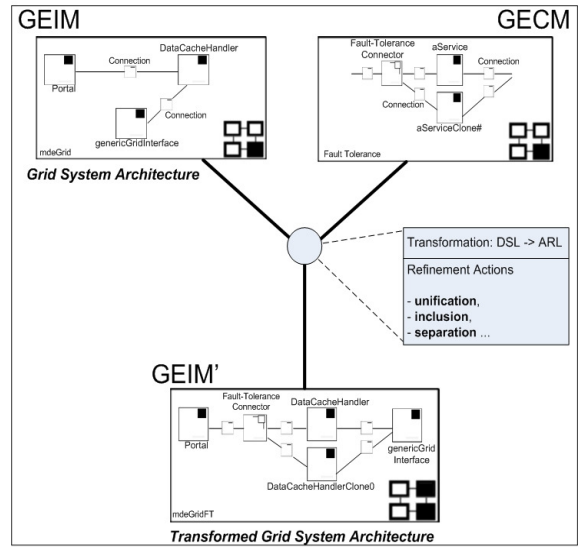 GEIM
GECM
Connection
DataCacheHandler
Portal
Connection
genericGridInterface
mdeGrid
Grid System Architecture
Fault-Tolerance
Connector
aService
Connection
Connection
aServiceClone#
Fault Tolerance
Transformation: DSL -> ARL
Refinement Actions
- unification,
- inclusion,
- separation ...
GEIM’
Fault-Tolerance
Connector
DataCacheHandler
Portal
genericGrid
Interface
DataCacheHandlerClone0
mdeGridFT
Transformed Grid System Architecture